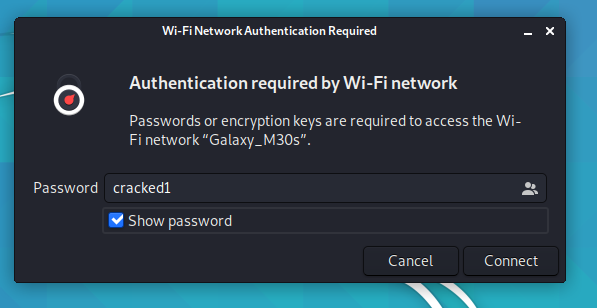 Wi-Fi Network Authentication Required
Authentication required by Wi-Fi network
Passwords or encryption keys are required to access the Wi-
Fi network “Galaxy_M30s”.
Password cracked1
Show password
Cancel Connect